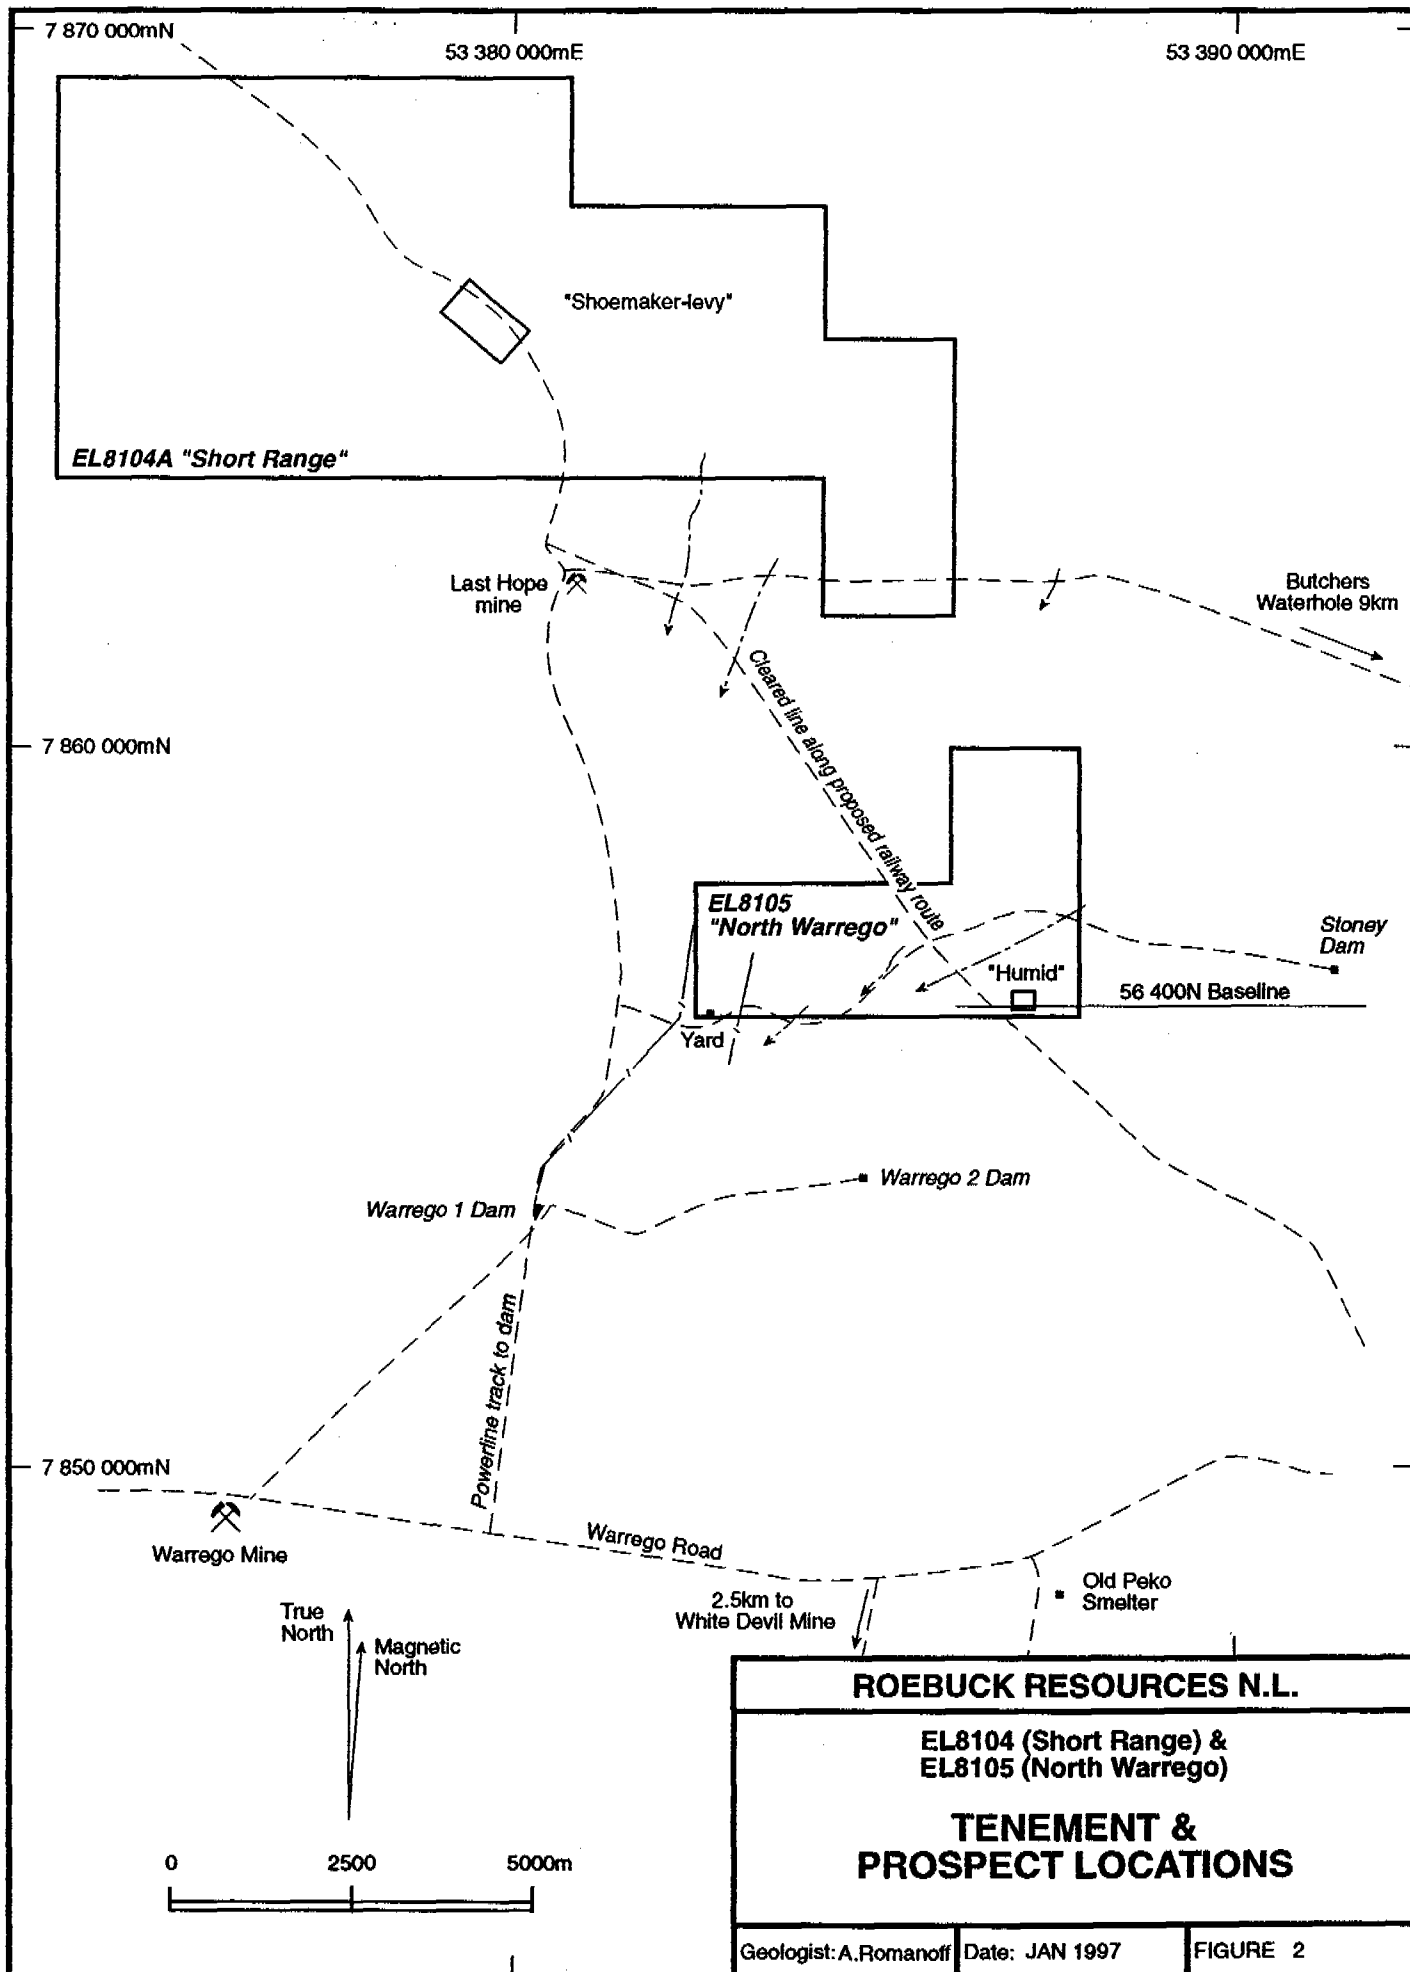 7 870 000mN
53 380 000mE
53 390 000mE
"Shoemaker-levy"
EL8104A "Short Range"
Last Hope
mine
Butchers
Waterhole 9km
Cleared line along proposed railway route
7 860 000mN
EL8105
"North Warrego"
Stoney
Dam
"Humid"
56 400N Baseline
Yard
Warrego 2 Dam
Warrego 1 Dam
Powerline track to dam
7 850 000mN
Warrego Mine
Warrego Road
2.5km to
White Devil Mine
Old Peko
Smelter
True
North
Magnetic
North
0 2500 5000m
ROEBUCK RESOURCES N.L.
EL8104 (Short Range) &
EL8105 (North Warrego)
TENEMENT &
PROSPECT LOCATIONS
Geologist: A.Romanoff Date: JAN 1997 FIGURE 2